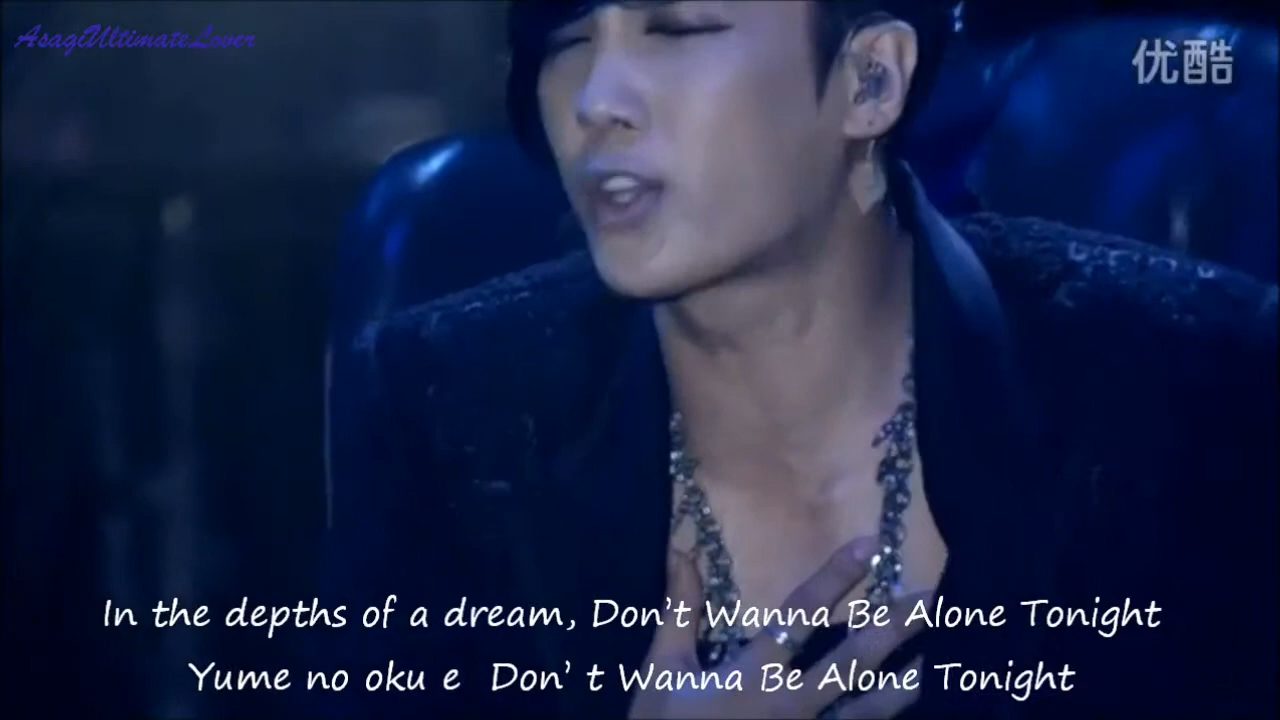 AsagiUltimateLover
优酷
In the depths of a dream, Don't Wanna Be Alone Tonight
Yume no oku e Don' t Wanna Be Alone Tonight